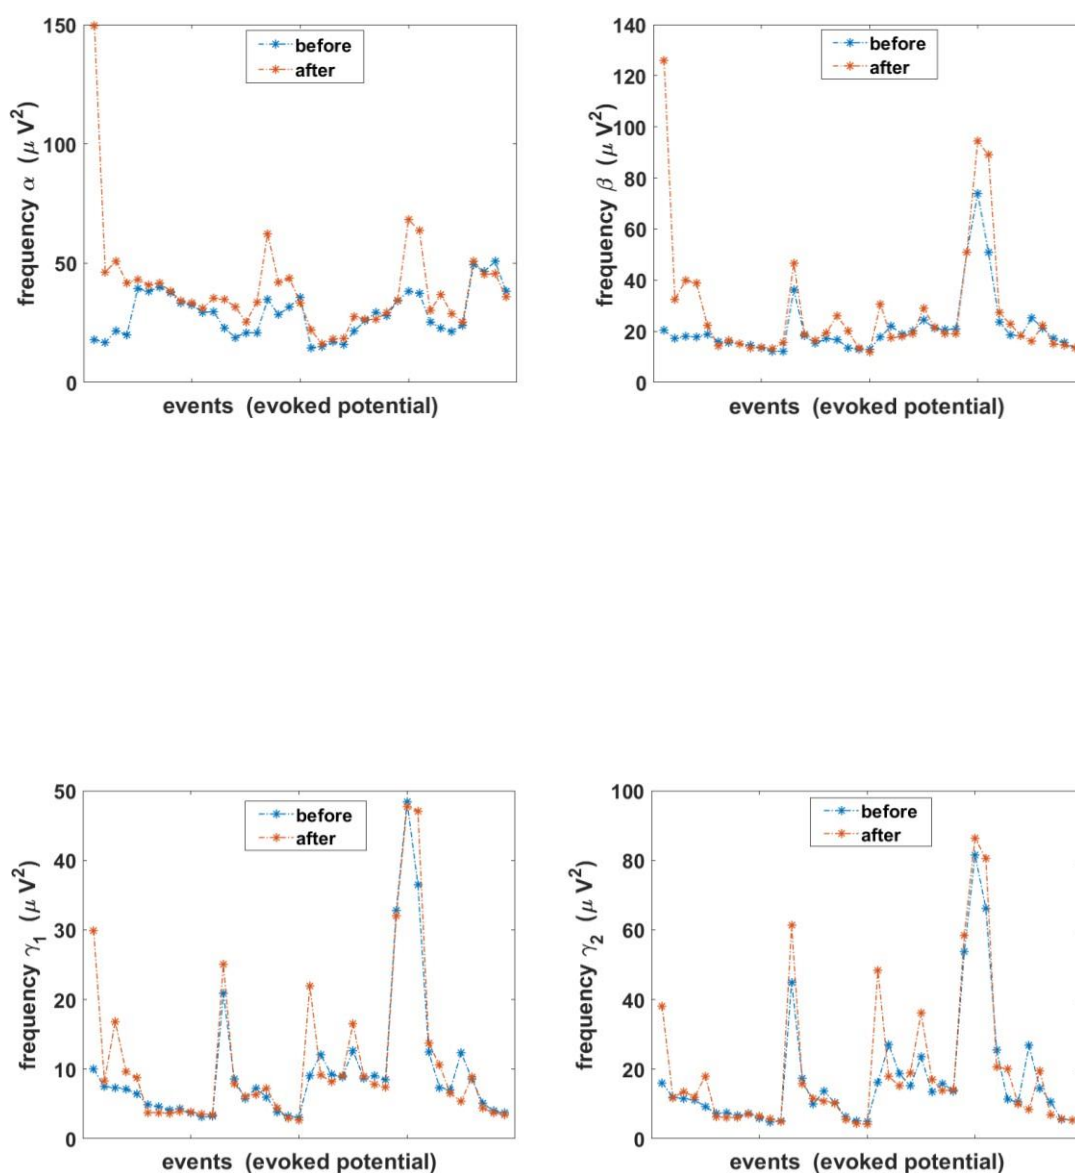 150
100
50
0
frequency α (μ V²)
before
after
events (evoked potential)
140
120
100
80
60
40
20
0
frequency β (μ V²)
before
after
events (evoked potential)
50
40
30
20
10
0
frequency γ₁ (μ V²)
before
after
events (evoked potential)
100
80
60
40
20
0
frequency γ₂ (μ V²)
before
after
events (evoked potential)